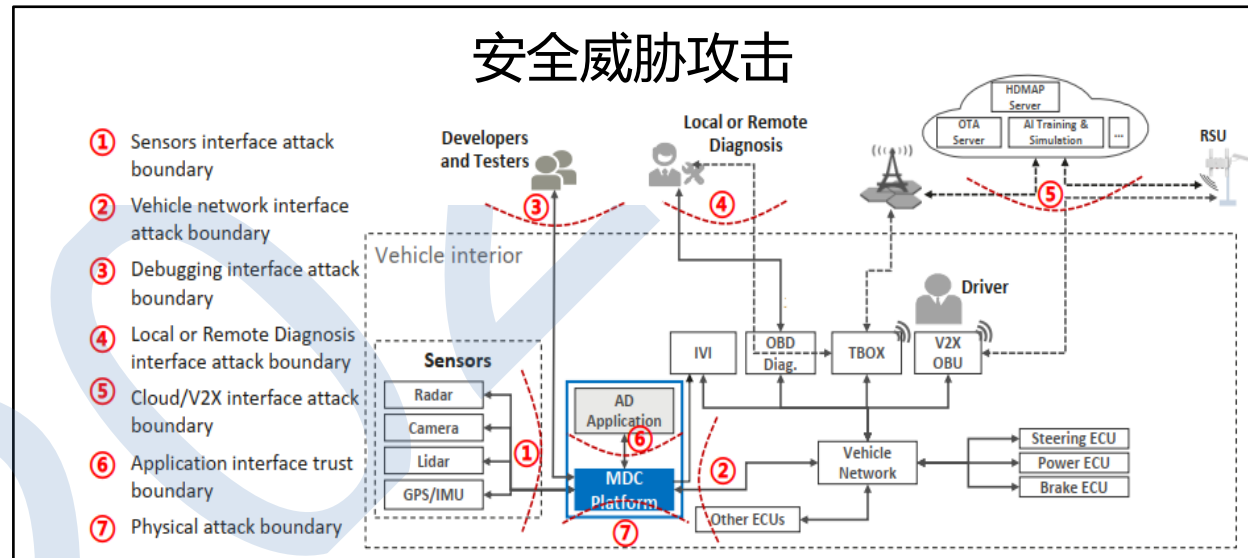 安全威胁攻击
① Sensors interface attack
boundary
② Vehicle network interface
attack boundary
③ Debugging interface attack
boundary
④ Local or Remote Diagnosis
interface attack boundary
⑤ Cloud/V2X interface attack
boundary
⑥ Application interface trust
boundary
⑦ Physical attack boundary
Developers
and Testers
Local or Remote
Diagnosis
HDMAP
Server
OTA
Server
AI Training &
Simulation
...
RSU
③
④
⑤
Vehicle interior
Driver
Sensors
Radar
Camera
Lidar
GPS/IMU
①
AD
Application
⑥
MDC
Platform
⑦
②
IVI
OBD
Diag.
TBOX
V2X
OBU
Vehicle
Network
Other ECUs
Steering ECU
Power ECU
Brake ECU